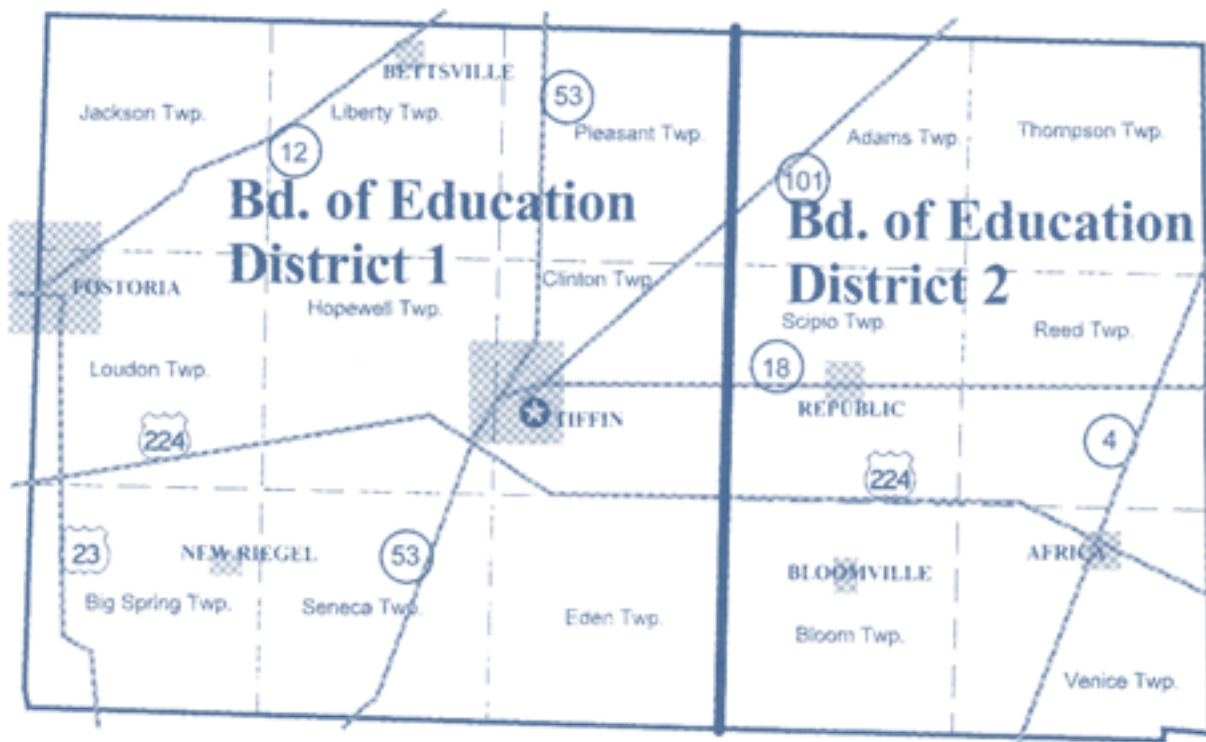 BETTSVILLE
Jackson Twp.
Liberty Twp.
53
Pleasant Twp.
Adams Twp.
Thompson Twp.
12
101
Bd. of Education
District 1
Bd. of Education
District 2
FOSTORIA
Hopewell Twp.
Clinton Twp.
Scipio Twp.
Reed Twp.
Loudon Twp.
18
REPUBLIC
TIFFIN
224
4
224
23
NEW RIEGEL
53
BLOOMVILLE
AFRICA
Big Spring Twp.
Seneca Twp.
Eden Twp.
Bloom Twp.
Venice Twp.